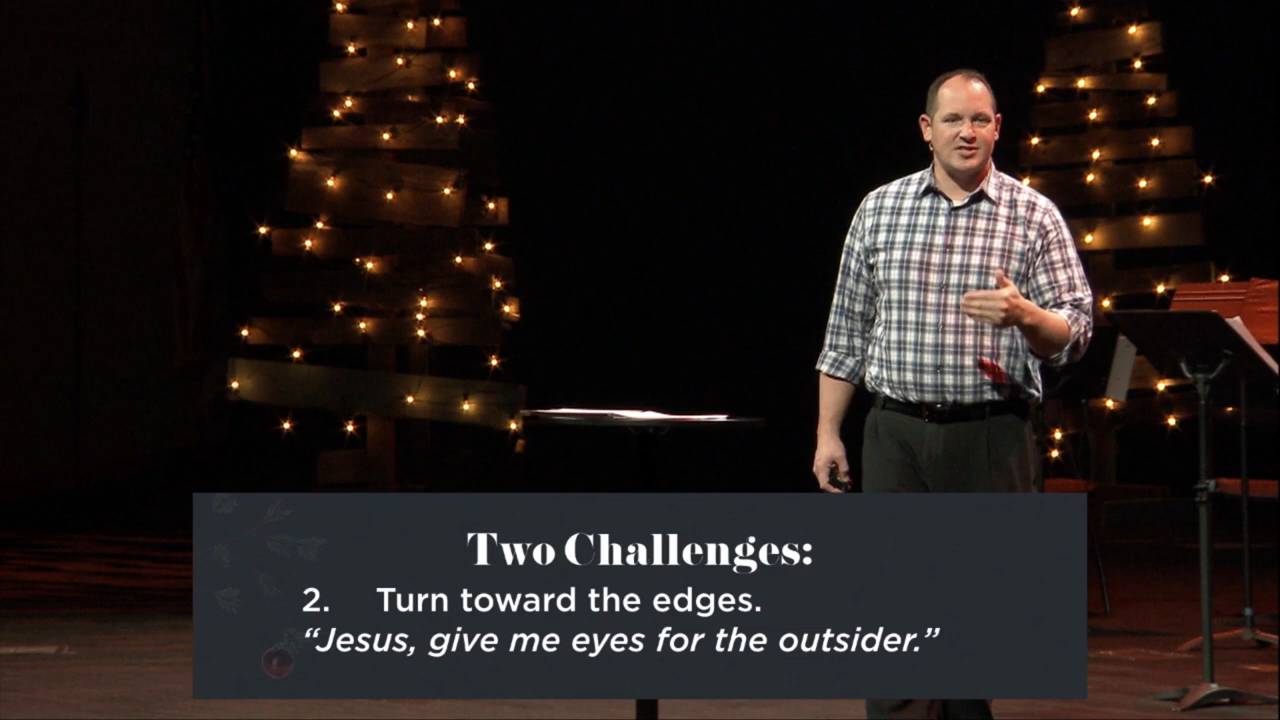 Two Challenges:
2. Turn toward the edges.
“Jesus, give me eyes for the outsider.”